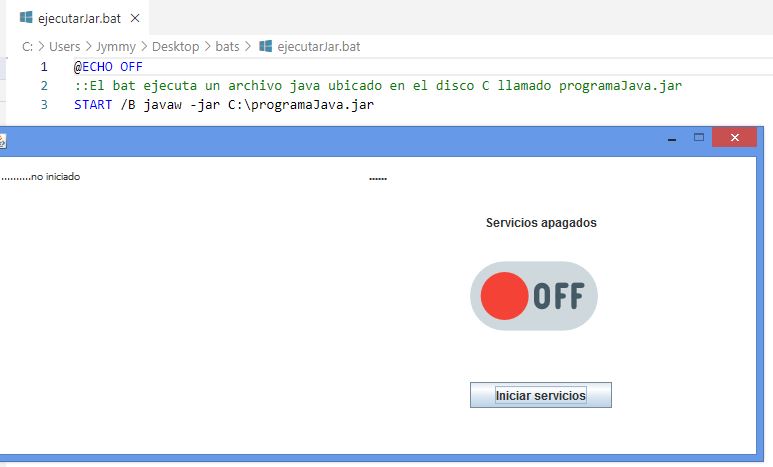 ejecutarJar.bat ×
C: > Users > Jymmy > Desktop > bats > ejecutarJar.bat
1 @ECHO OFF
2 ::El bat ejecuta un archivo java ubicado en el disco C llamado programaJava.jar
3 START /B javaw -jar C:\programaJava.jar
..........no iniciado ......
Servicios apagados
OFF
Iniciar servicios